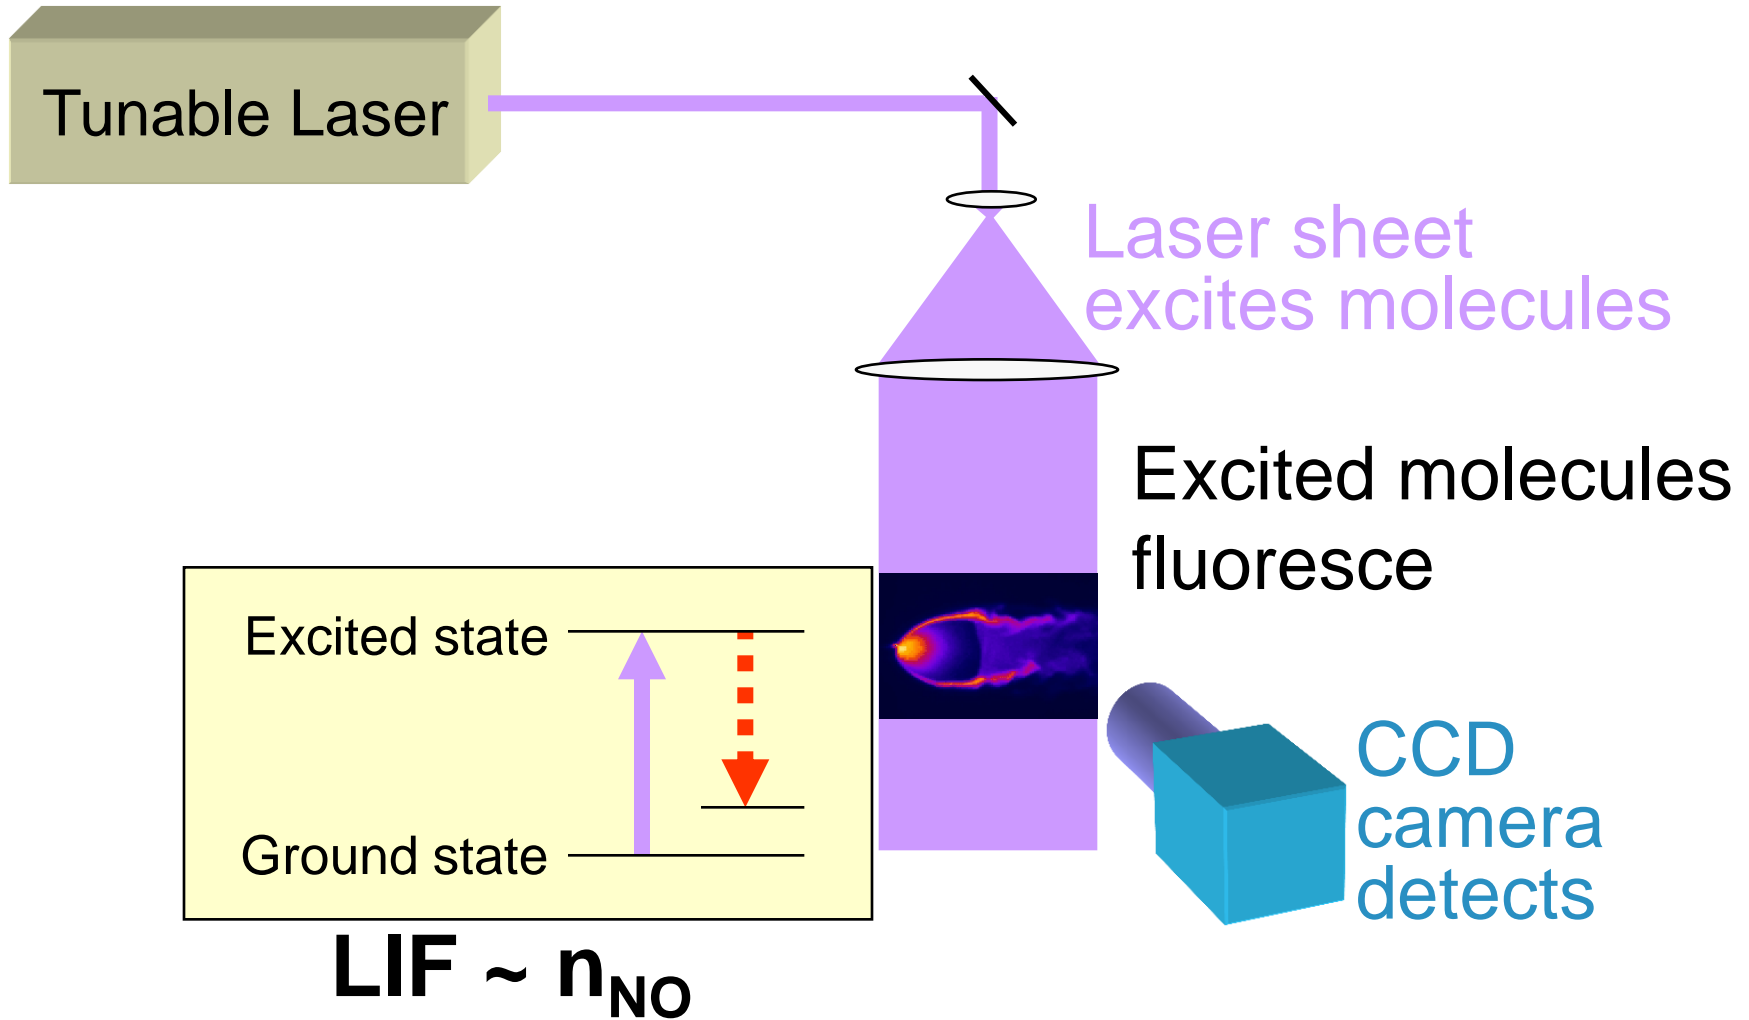 Tunable Laser
Laser sheet
excites molecules
Excited molecules
fluoresce
Excited state
Ground state
CCD
camera
detects
LIF ~ nNO